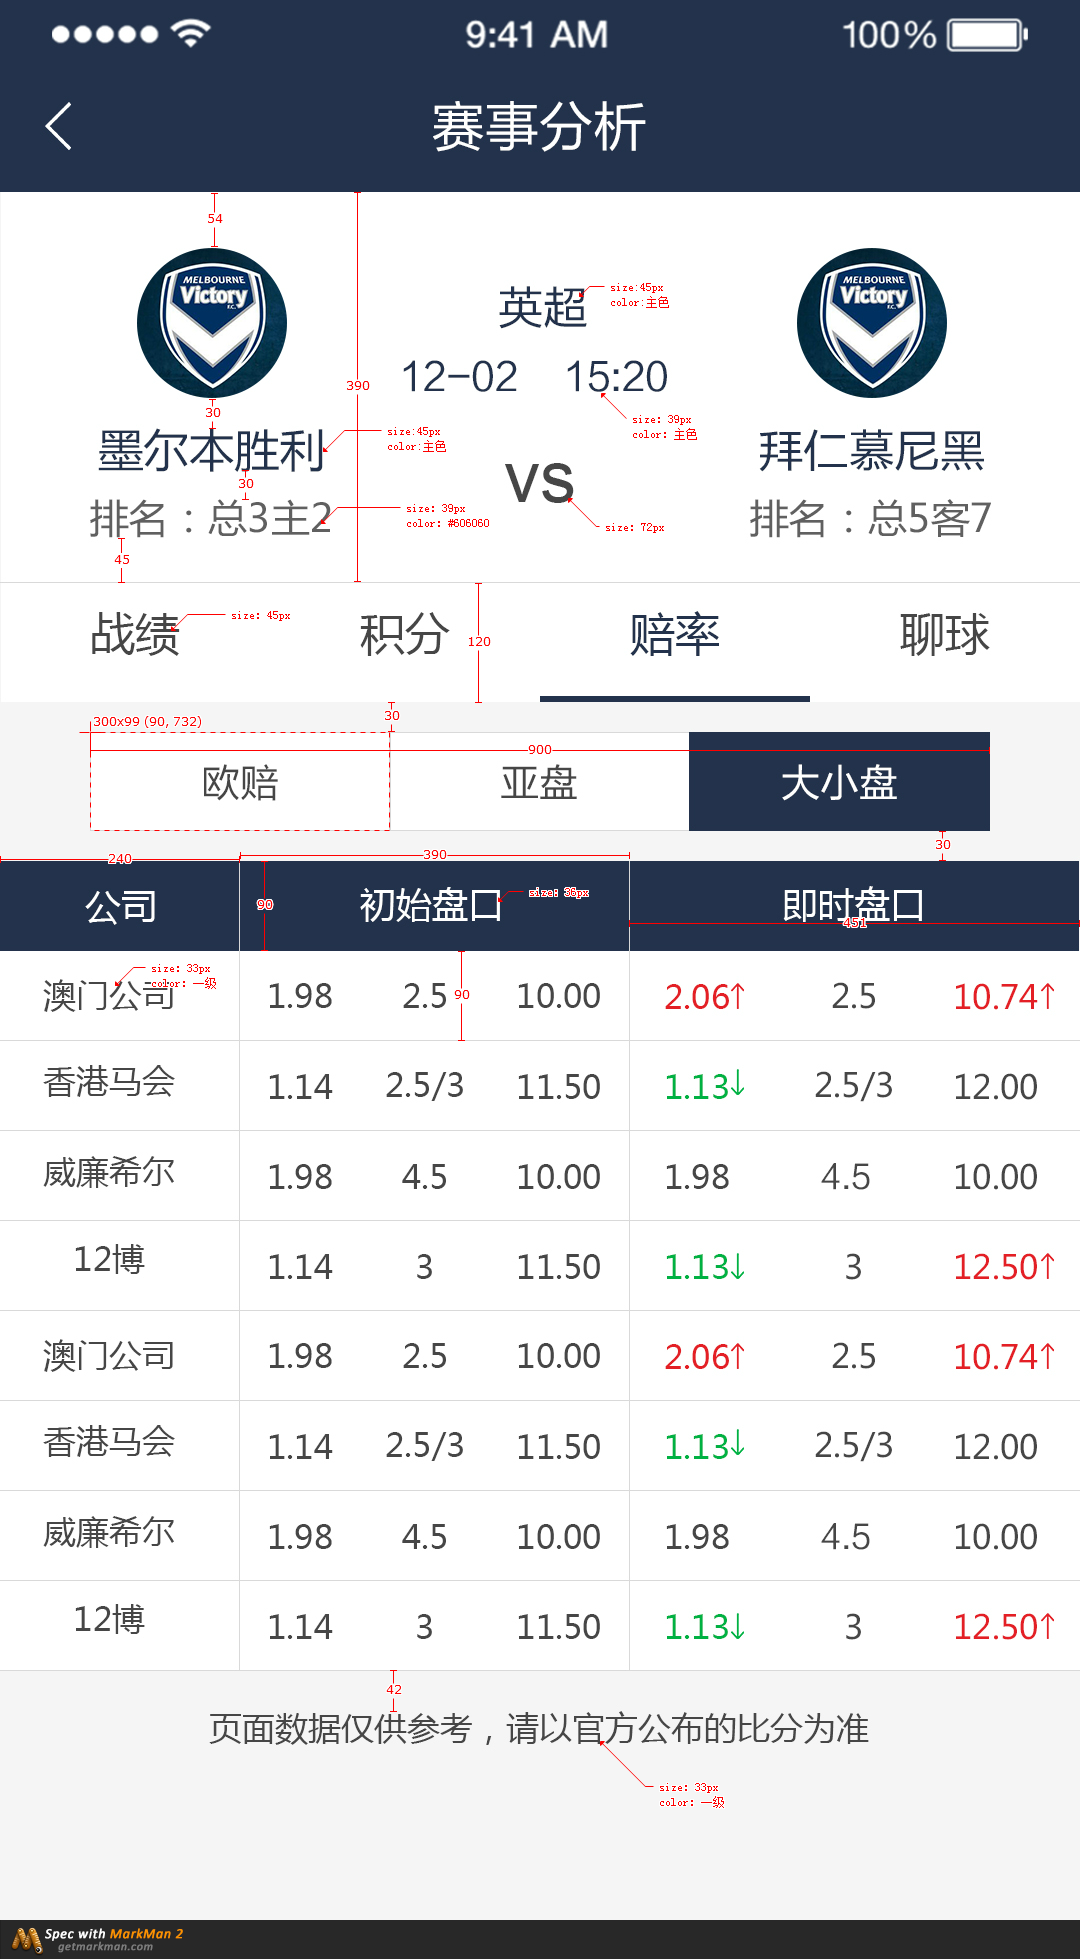 9:41 AM 100%
赛事分析
54
MELBOURNE
Victory
F.C.
MELBOURNE
Victory
F.C.
英超
size:45px
color:主色
12-02 15:20
390
30
size: 39px
color: 主色
墨尔本胜利
size:45px
color:主色
拜仁慕尼黑
30
VS
排名：总3主2
size: 39px
color: #606060
size: 72px
排名：总5客7
45
战绩 积分 赔率 聊球
size: 45px
120
30
300x99 (90, 732)
900
欧赔 亚盘 大小盘
30
240 390
公司 初始盘口 即时盘口
size: 36px
90
451
size: 33px
color: 一级
澳门公司 1.98 2.5 10.00 2.06↑ 2.5 10.74↑
90
香港马会 1.14 2.5/3 11.50 1.13↓ 2.5/3 12.00
威廉希尔 1.98 4.5 10.00 1.98 4.5 10.00
12博 1.14 3 11.50 1.13↓ 3 12.50↑
澳门公司 1.98 2.5 10.00 2.06↑ 2.5 10.74↑
香港马会 1.14 2.5/3 11.50 1.13↓ 2.5/3 12.00
威廉希尔 1.98 4.5 10.00 1.98 4.5 10.00
12博 1.14 3 11.50 1.13↓ 3 12.50↑
42
页面数据仅供参考，请以官方公布的比分为准
size: 33px
color: 一级
Spec with MarkMan 2
getmarkman.com